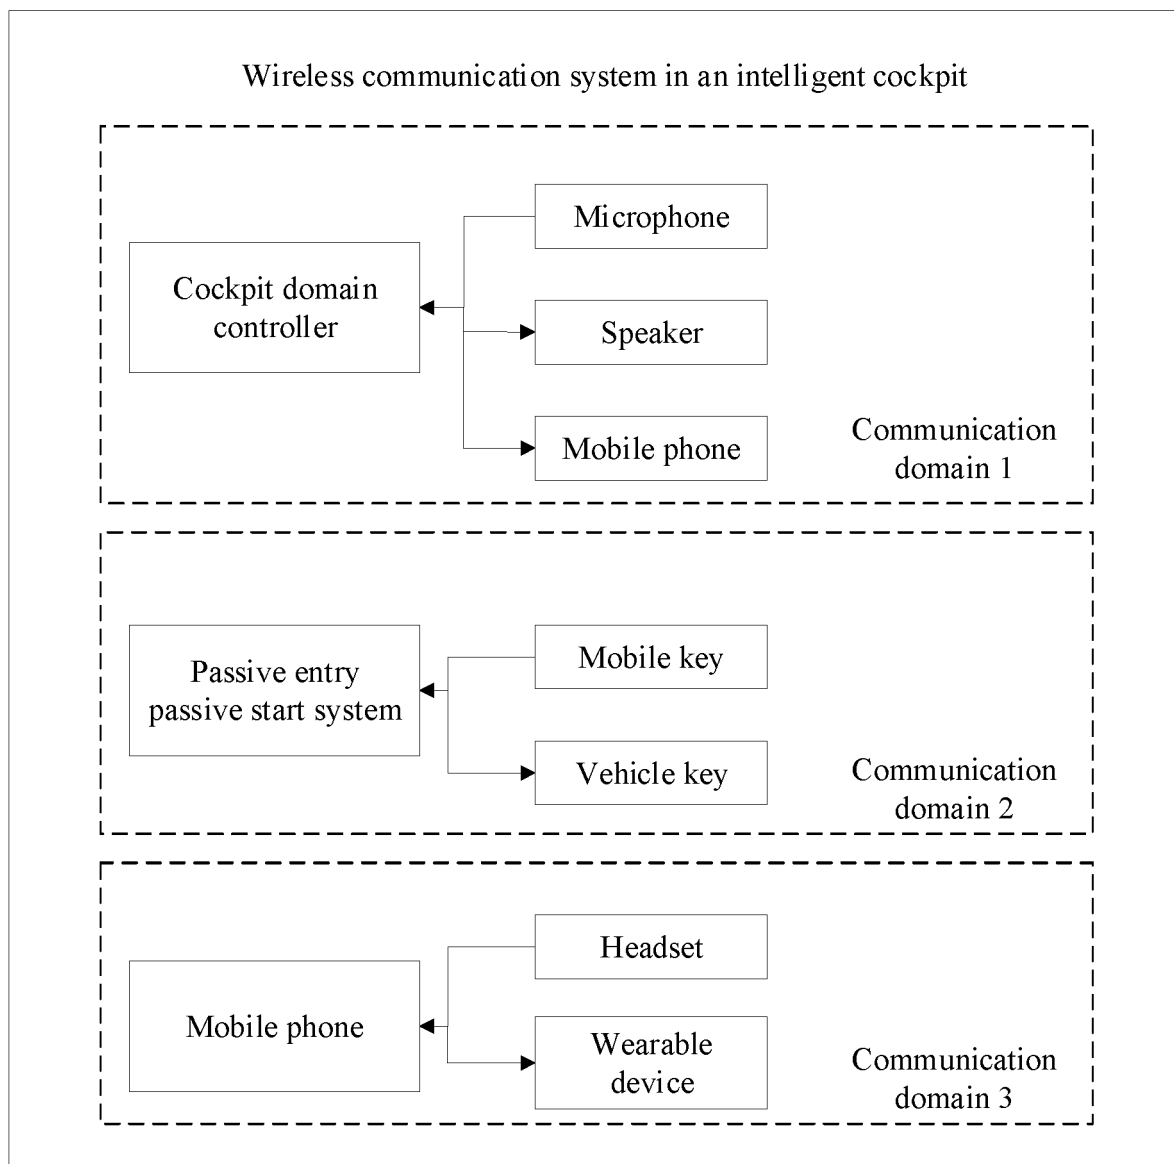 Wireless communication system in an intelligent cockpit
Microphone
Cockpit domain
controller
Speaker
Mobile phone
Communication
domain 1
Mobile key
Passive entry
passive start system
Vehicle key
Communication
domain 2
Headset
Mobile phone
Wearable
device
Communication
domain 3